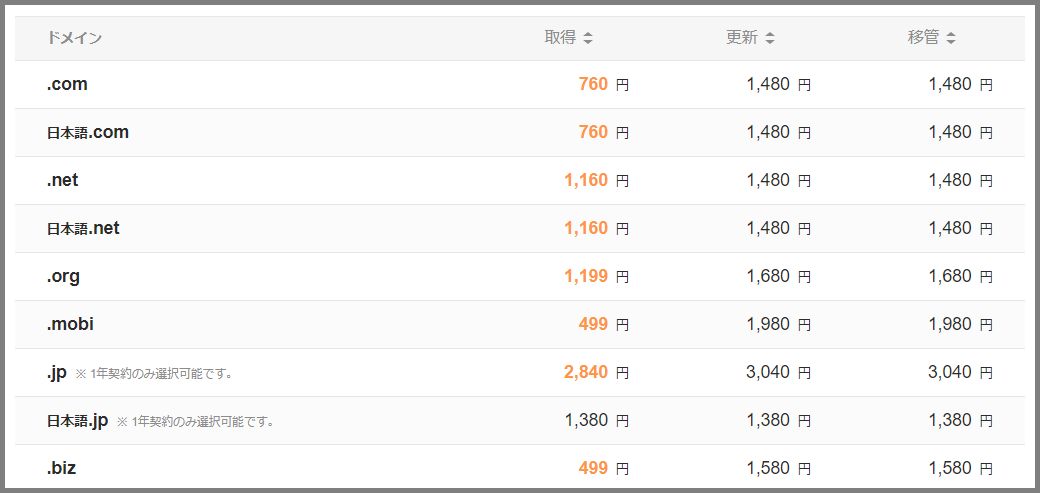 ドメイン 取得 更新 移管
.com 760 円 1,480 円 1,480 円
日本語.com 760 円 1,480 円 1,480 円
.net 1,160 円 1,480 円 1,480 円
日本語.net 1,160 円 1,480 円 1,480 円
.org 1,199 円 1,680 円 1,680 円
.mobi 499 円 1,980 円 1,980 円
.jp ※ 1年契約のみ選択可能です。 2,840 円 3,040 円 3,040 円
日本語.jp ※ 1年契約のみ選択可能です。 1,380 円 1,380 円 1,380 円
.biz 499 円 1,580 円 1,580 円